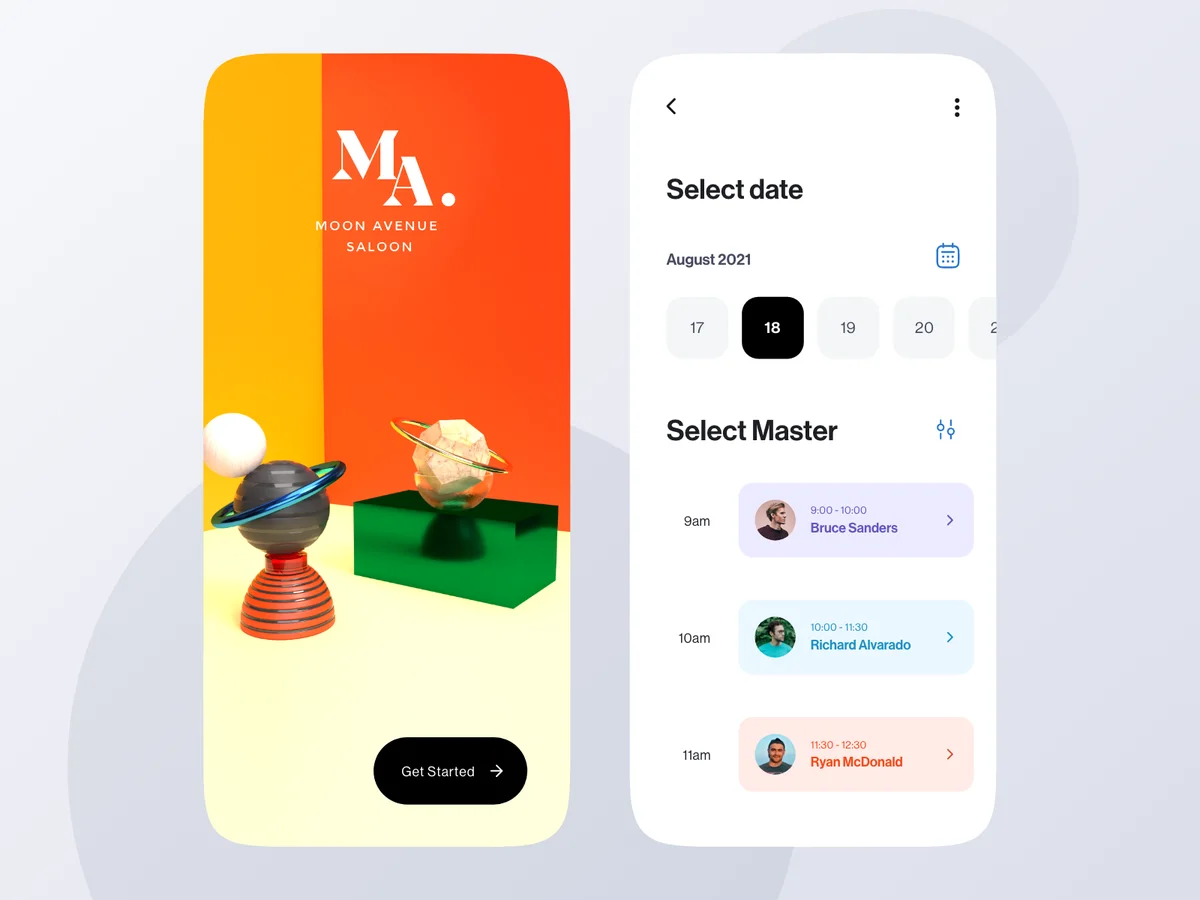 MA.
MOON AVENUE
SALOON
Get Started
Select date
August 2021
17
18
19
20
Select Master
9am
9:00 - 10:00
Bruce Sanders
10am
10:00 - 11:30
Richard Alvarado
11am
11:30 - 12:30
Ryan McDonald